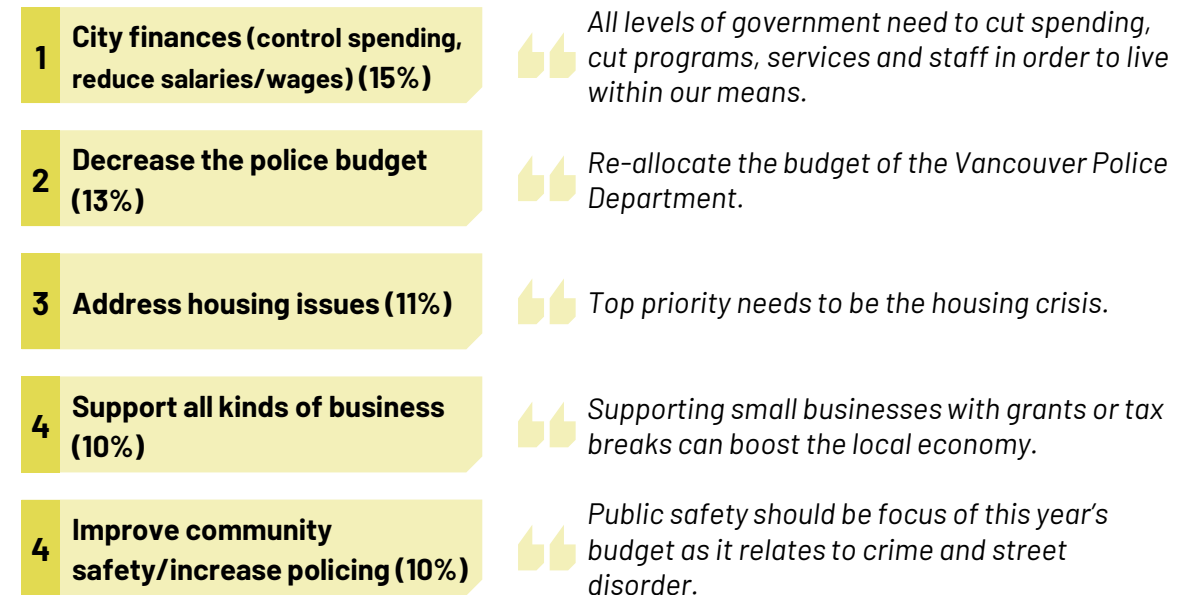 1
City finances (control spending,
reduce salaries/wages) (15%)
All levels of government need to cut spending,
cut programs, services and staff in order to live
within our means.
2
Decrease the police budget
(13%)
Re-allocate the budget of the Vancouver Police
Department.
3
Address housing issues (11%)
Top priority needs to be the housing crisis.
4
Support all kinds of business
(10%)
Supporting small businesses with grants or tax
breaks can boost the local economy.
4
Improve community
safety/increase policing (10%)
Public safety should be focus of this year’s
budget as it relates to crime and street
disorder.